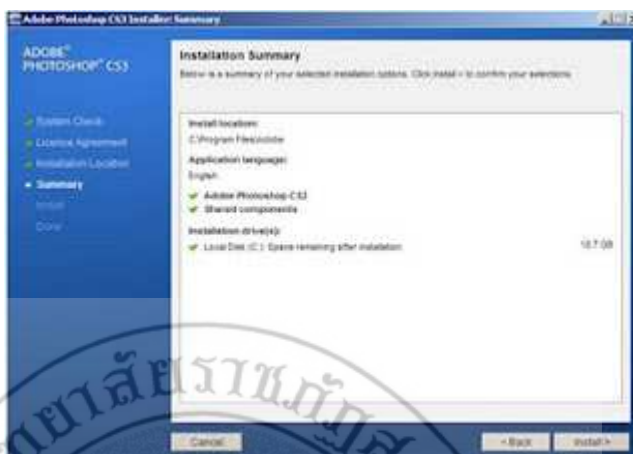 Adobe Photoshop CS3 Installer: Summary
ADOBE®
PHOTOSHOP® CS3
System Check
License Agreement
Installation Location
Summary
Install
Done
Installation Summary
Below is a summary of your selected installation options. Click Install > to confirm your selections.
Install location:
C:\Program Files\Adobe
Application language:
English
Adobe Photoshop CS3
Shared components
Installation drive(s):
Local Disk (C:) Space remaining after installation: 10.7 GB
Cancel
< Back
Install >